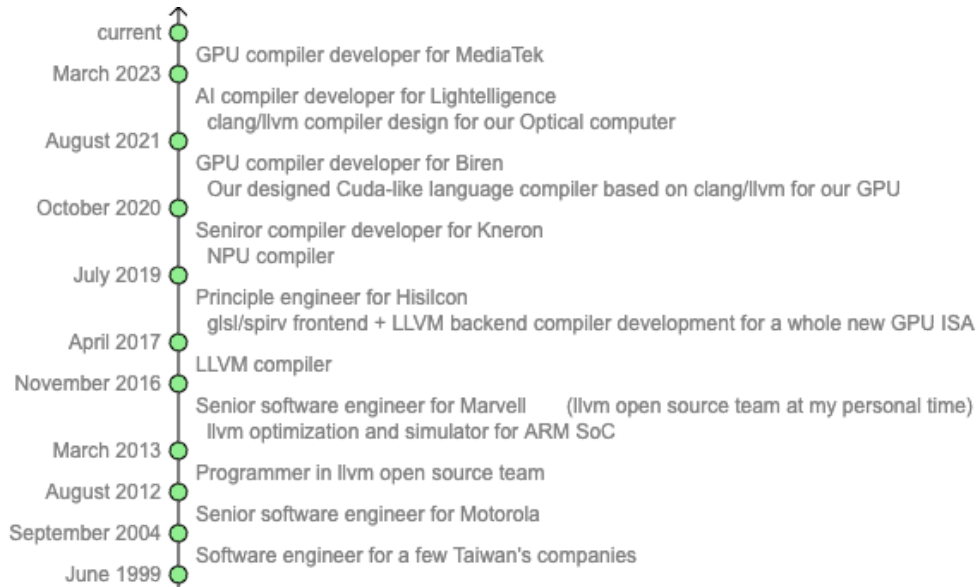 current
GPU compiler developer for MediaTek
March 2023
AI compiler developer for Lightelligence
clang/llvm compiler design for our Optical computer
August 2021
GPU compiler developer for Biren
Our designed Cuda-like language compiler based on clang/llvm for our GPU
October 2020
Seniror compiler developer for Kneron
NPU compiler
July 2019
Principle engineer for Hisilcon
glsl/spirv frontend + LLVM backend compiler development for a whole new GPU ISA
April 2017
LLVM compiler
November 2016
Senior software engineer for Marvell (llvm open source team at my personal time)
llvm optimization and simulator for ARM SoC
March 2013
Programmer in llvm open source team
August 2012
Senior software engineer for Motorola
September 2004
Software engineer for a few Taiwan's companies
June 1999